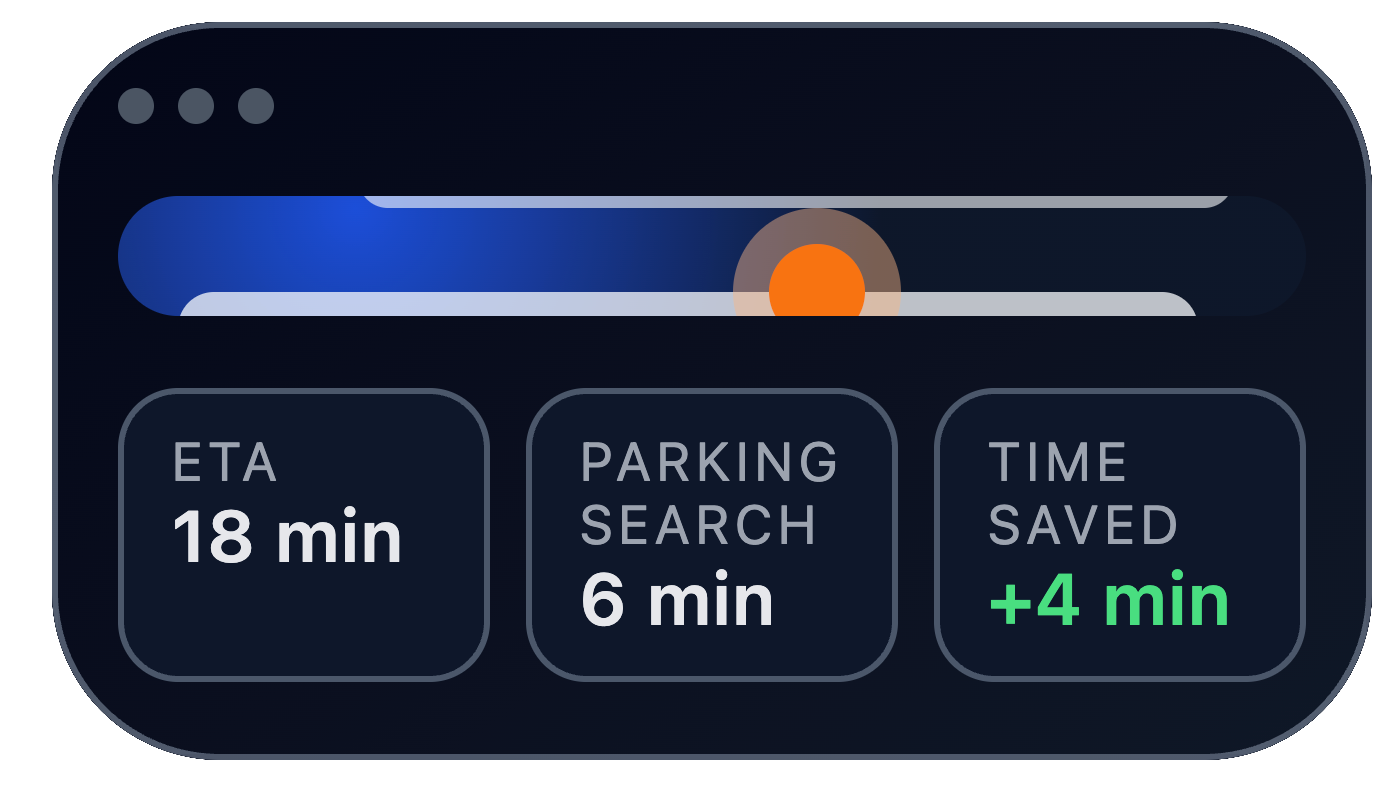 ETA
18 min
PARKING
SEARCH
6 min
TIME
SAVED
+4 min